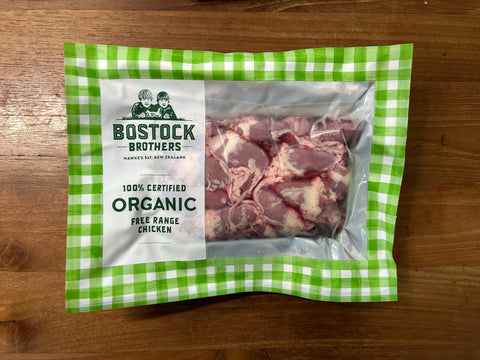 BOSTOCK
BROTHERS
HAWKE'S BAY, NEW ZEALAND
100% CERTIFIED
ORGANIC
FREE RANGE
CHICKEN